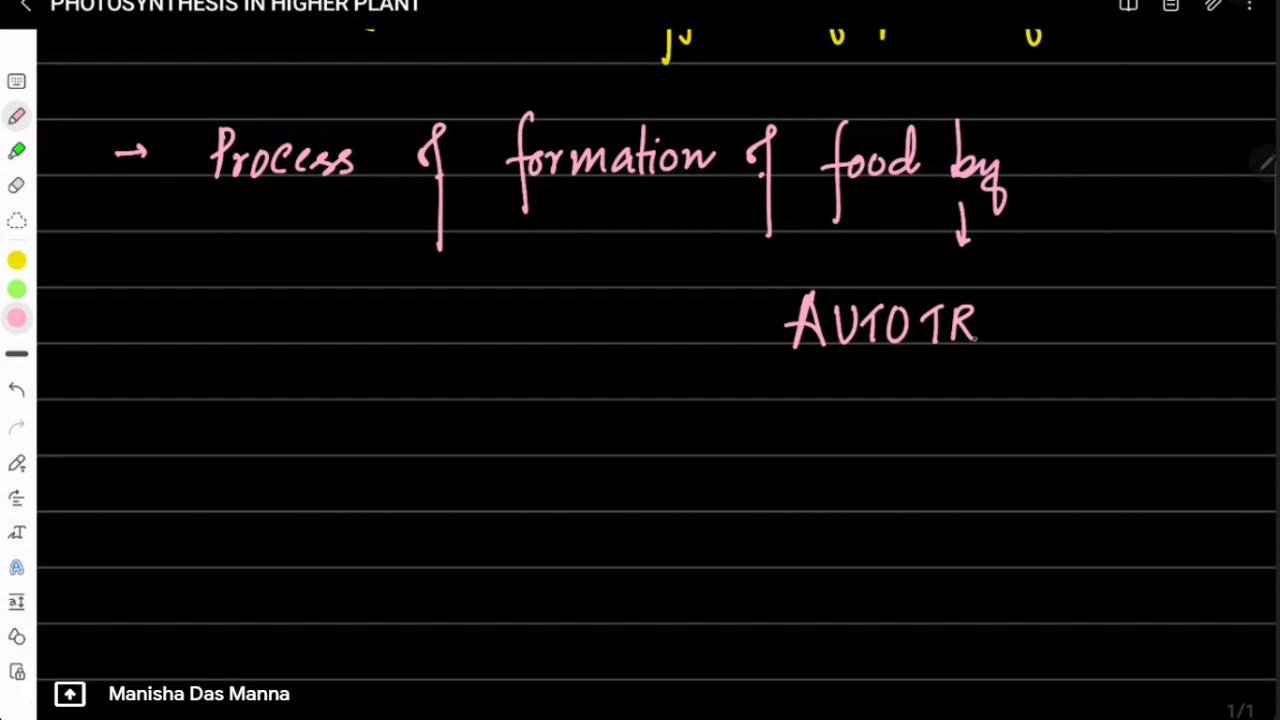 PHOTOSYNTHESIS IN HIGHER PLANT
→ Process of formation of food by
↓
AUTOTR
Manisha Das Manna
1/1